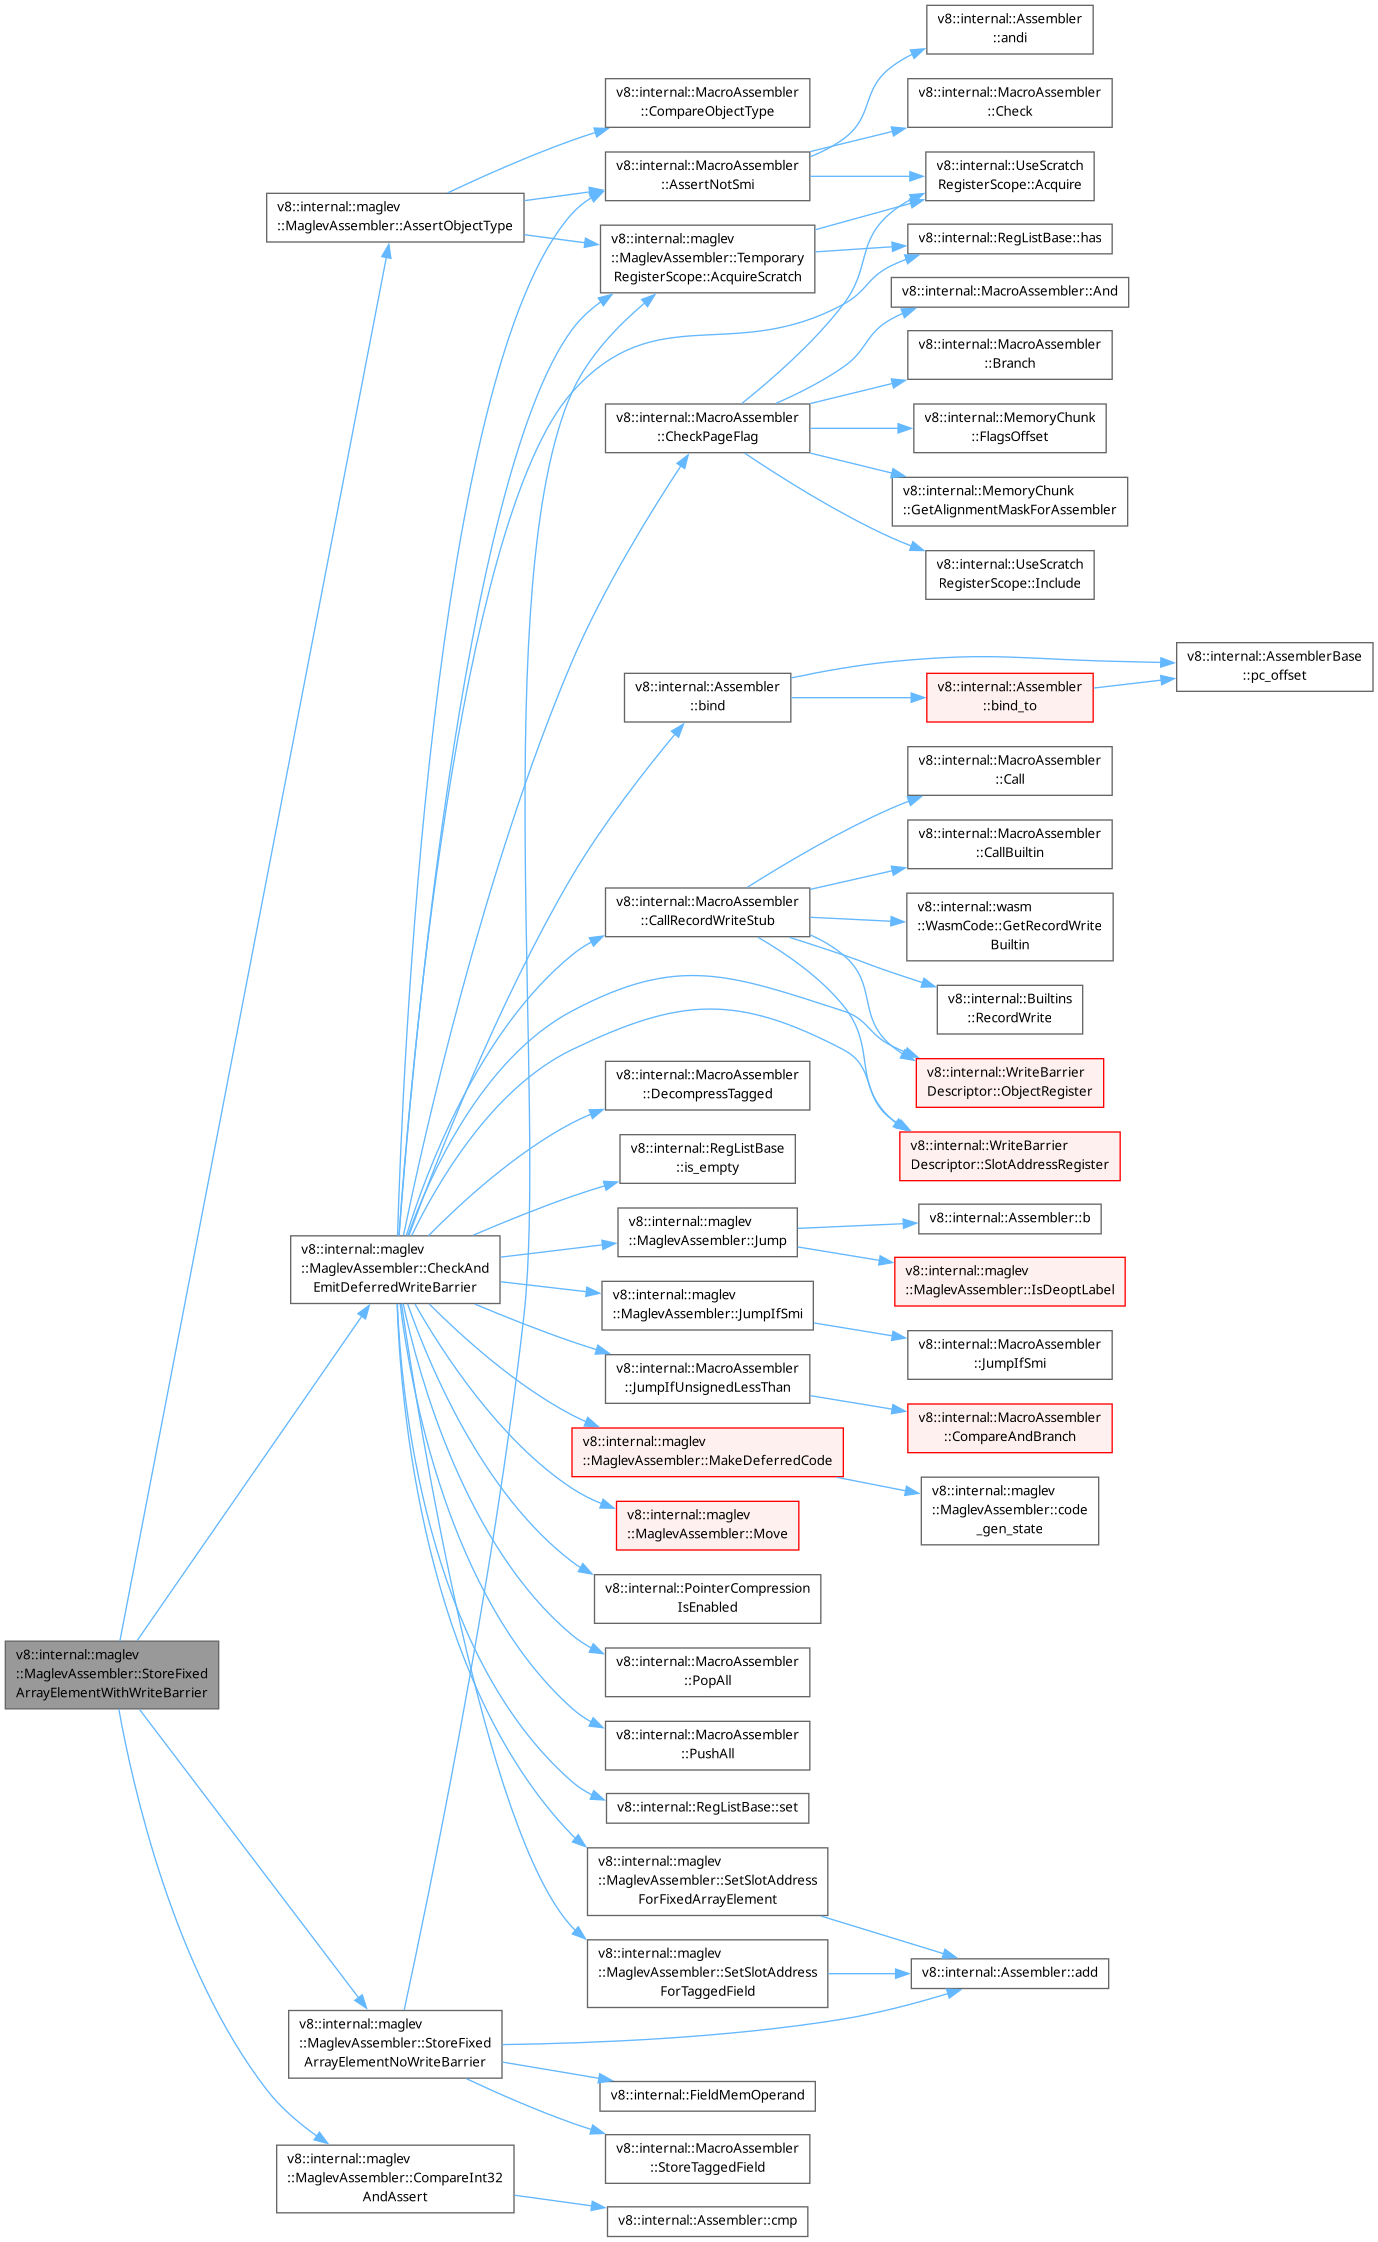 v8::internal::Assembler
::andi
v8::internal::MacroAssembler
::CompareObjectType
v8::internal::MacroAssembler
::Check
v8::internal::MacroAssembler
::AssertNotSmi
v8::internal::UseScratch
RegisterScope::Acquire
v8::internal::maglev
::MaglevAssembler::AssertObjectType
v8::internal::maglev
::MaglevAssembler::Temporary
RegisterScope::AcquireScratch
v8::internal::RegListBase::has
v8::internal::MacroAssembler::And
v8::internal::MacroAssembler
::Branch
v8::internal::MacroAssembler
::CheckPageFlag
v8::internal::MemoryChunk
::FlagsOffset
v8::internal::MemoryChunk
::GetAlignmentMaskForAssembler
v8::internal::UseScratch
RegisterScope::Include
v8::internal::AssemblerBase
::pc_offset
v8::internal::Assembler
::bind
v8::internal::Assembler
::bind_to
v8::internal::MacroAssembler
::Call
v8::internal::MacroAssembler
::CallBuiltin
v8::internal::MacroAssembler
::CallRecordWriteStub
v8::internal::wasm
::WasmCode::GetRecordWrite
Builtin
v8::internal::Builtins
::RecordWrite
v8::internal::WriteBarrier
Descriptor::ObjectRegister
v8::internal::MacroAssembler
::DecompressTagged
v8::internal::WriteBarrier
Descriptor::SlotAddressRegister
v8::internal::RegListBase
::is_empty
v8::internal::maglev
::MaglevAssembler::Jump
v8::internal::Assembler::b
v8::internal::maglev
::MaglevAssembler::CheckAnd
EmitDeferredWriteBarrier
v8::internal::maglev
::MaglevAssembler::IsDeoptLabel
v8::internal::maglev
::MaglevAssembler::JumpIfSmi
v8::internal::MacroAssembler
::JumpIfSmi
v8::internal::MacroAssembler
::JumpIfUnsignedLessThan
v8::internal::MacroAssembler
::CompareAndBranch
v8::internal::maglev
::MaglevAssembler::MakeDeferredCode
v8::internal::maglev
::MaglevAssembler::code
_gen_state
v8::internal::maglev
::MaglevAssembler::Move
v8::internal::PointerCompression
IsEnabled
v8::internal::maglev
::MaglevAssembler::StoreFixed
ArrayElementWithWriteBarrier
v8::internal::MacroAssembler
::PopAll
v8::internal::MacroAssembler
::PushAll
v8::internal::RegListBase::set
v8::internal::maglev
::MaglevAssembler::SetSlotAddress
ForFixedArrayElement
v8::internal::maglev
::MaglevAssembler::SetSlotAddress
ForTaggedField
v8::internal::Assembler::add
v8::internal::maglev
::MaglevAssembler::StoreFixed
ArrayElementNoWriteBarrier
v8::internal::FieldMemOperand
v8::internal::MacroAssembler
::StoreTaggedField
v8::internal::maglev
::MaglevAssembler::CompareInt32
AndAssert
v8::internal::Assembler::cmp